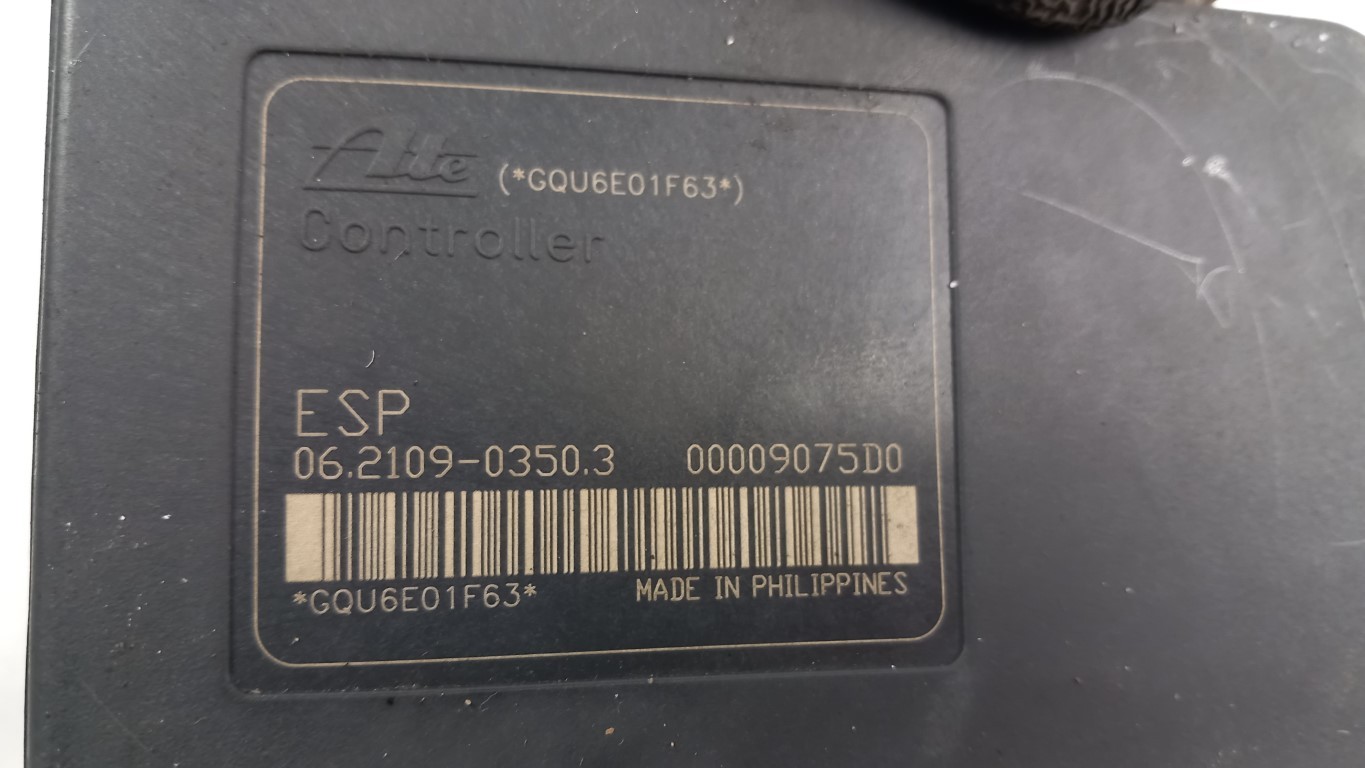 Ate (*GQU6E01F63*)
Controller
ESP
06.2109-0350.3 00009075D0
*GQU6E01F63* MADE IN PHILIPPINES